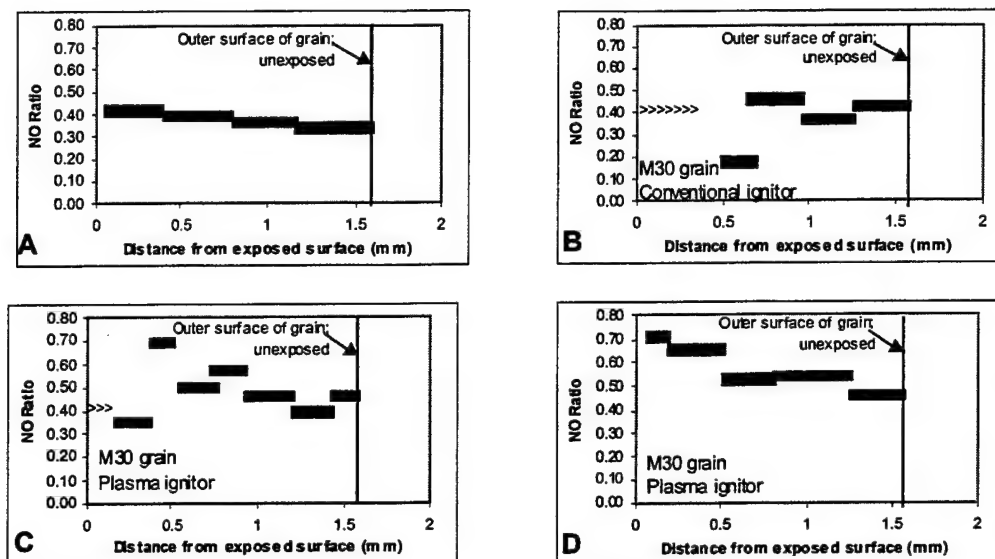 0.80
0.70
0.60
0.50
0.40
0.30
0.20
0.10
0.00
NO Ratio
Outer surface of grain;
unexposed
0 0.5 1 1.5 2
Distance from exposed surface (mm)
A
0.80
0.70
0.60
0.50
0.40
0.30
0.20
0.10
0.00
NO Ratio
Outer surface of grain;
unexposed
>>>>>>>
M30 grain
Conventional ignitor
0 0.5 1 1.5 2
Distance from exposed surface (mm)
B
0.80
0.70
0.60
0.50
0.40
0.30
0.20
0.10
0.00
NO Ratio
Outer surface of grain;
unexposed
>>>
M30 grain
Plasma ignitor
0 0.5 1 1.5 2
Distance from exposed surface (mm)
C
0.80
0.70
0.60
0.50
0.40
0.30
0.20
0.10
0.00
NO Ratio
Outer surface of grain;
unexposed
M30 grain
Plasma ignitor
0 0.5 1 1.5 2
Distance from exposed surface (mm)
D